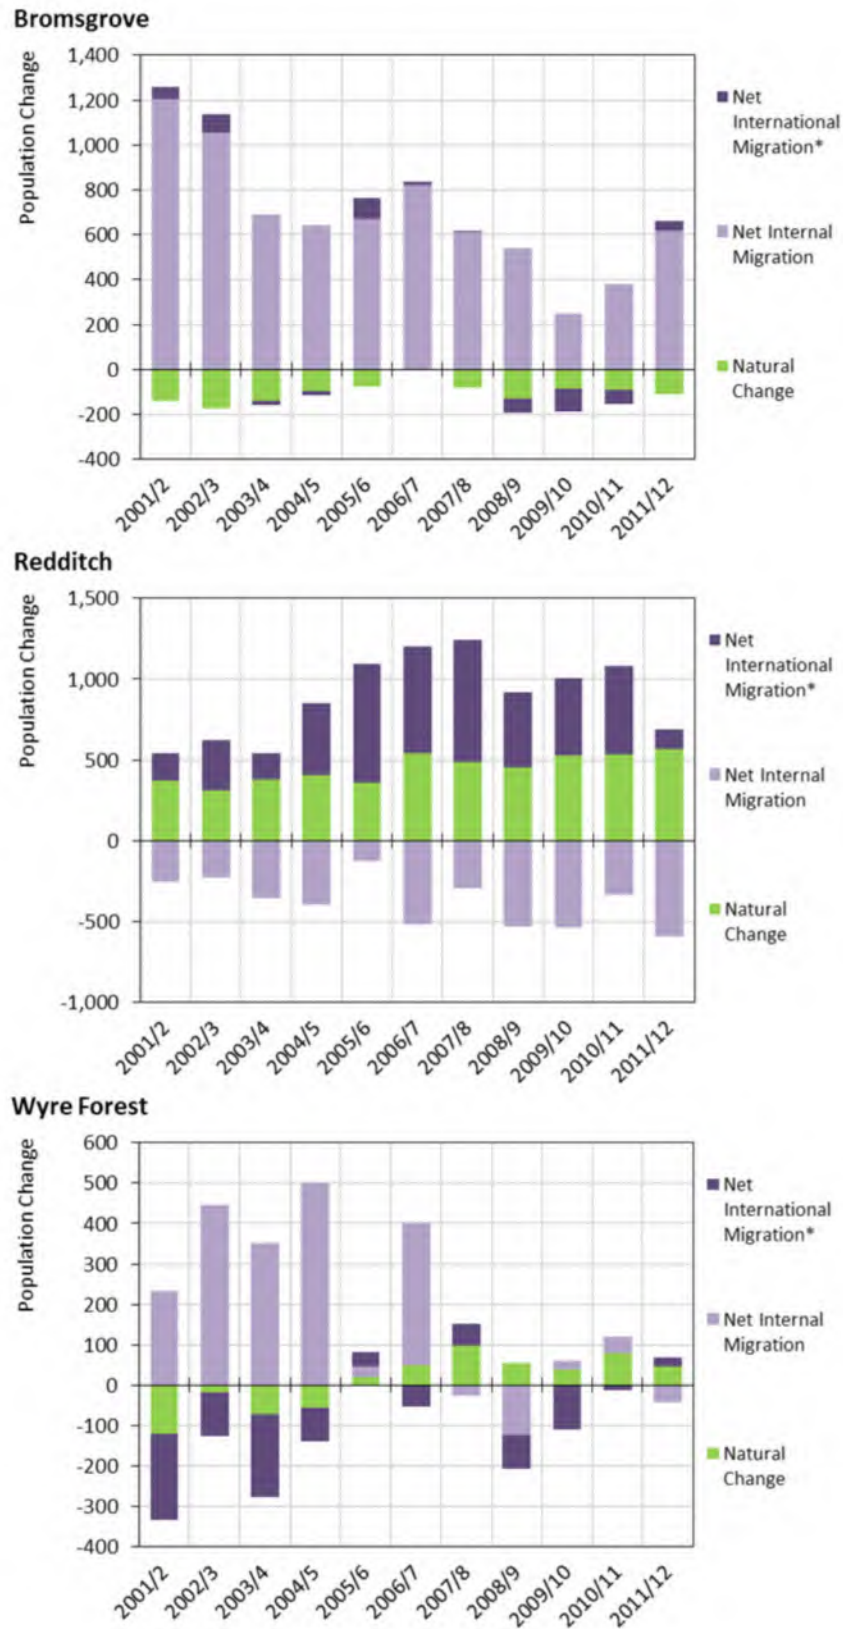 Bromsgrove
Population Change
1,400
1,200
1,000
800
600
400
200
0
-200
-400
2001/2
2002/3
2003/4
2004/5
2005/6
2006/7
2007/8
2008/9
2009/10
2010/11
2011/12
Net
International
Migration*
Net Internal
Migration
Natural
Change
Redditch
Population Change
1,500
1,000
500
0
-500
-1,000
2001/2
2002/3
2003/4
2004/5
2005/6
2006/7
2007/8
2008/9
2009/10
2010/11
2011/12
Net
International
Migration*
Net Internal
Migration
Natural
Change
Wyre Forest
Population Change
600
500
400
300
200
100
0
-100
-200
-300
-400
2001/2
2002/3
2003/4
2004/5
2005/6
2006/7
2007/8
2008/9
2009/10
2010/11
2011/12
Net
International
Migration*
Net Internal
Migration
Natural
Change